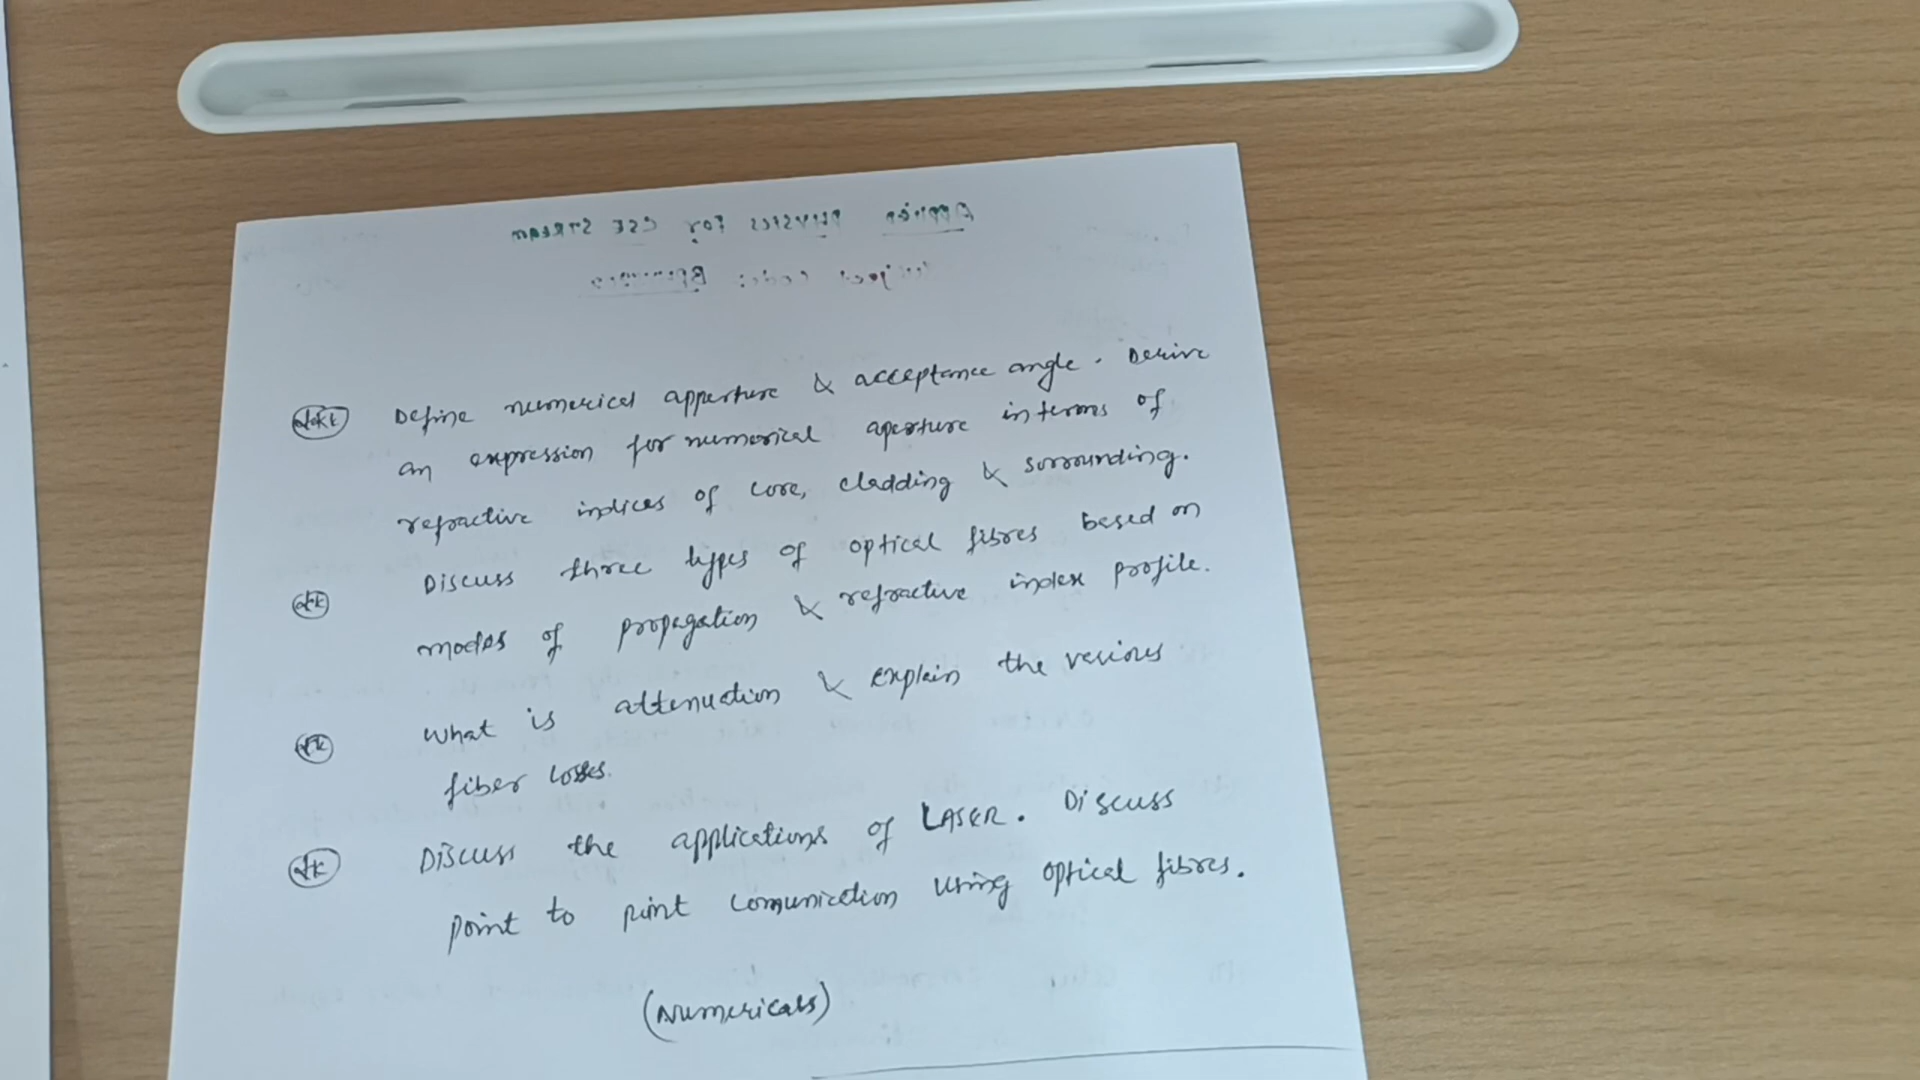 Define numerical apperture & acceptance angle. Derive
an expression for numerical aperture interms of
refractive indices of core, cladding & sorrounding.
Discuss three types of optical fibres based on
modes of propagation & refractive index profile.
What is attenuation & explain the various
fiber losses.
Discuss the applications of LASER. Discuss
point to point comunication using optical fibres.
(Numericals)